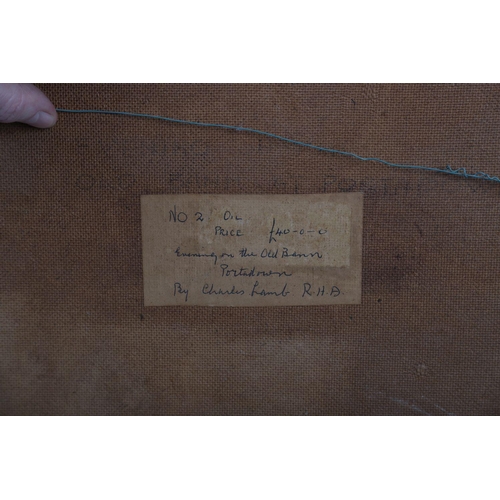 No 2 Oil
PRICE £40-0-0
Evening on the Old Bann
Portadown
By Charles Lamb R.H.A.